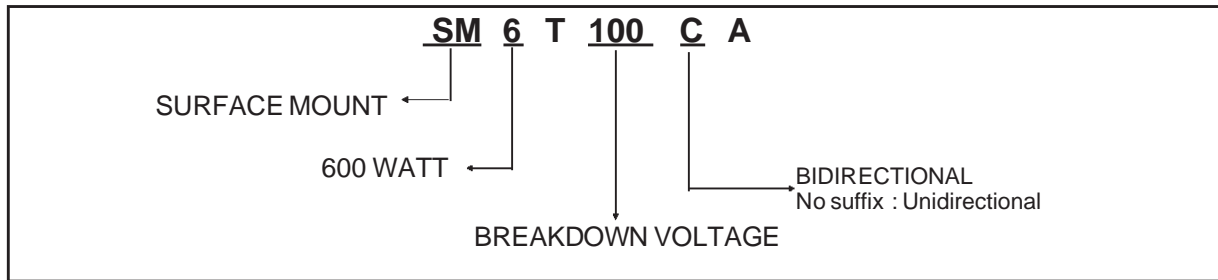 SM 6 T 100 C A
SURFACE MOUNT
600 WATT
BIDIRECTIONAL
No suffix : Unidirectional
BREAKDOWN VOLTAGE